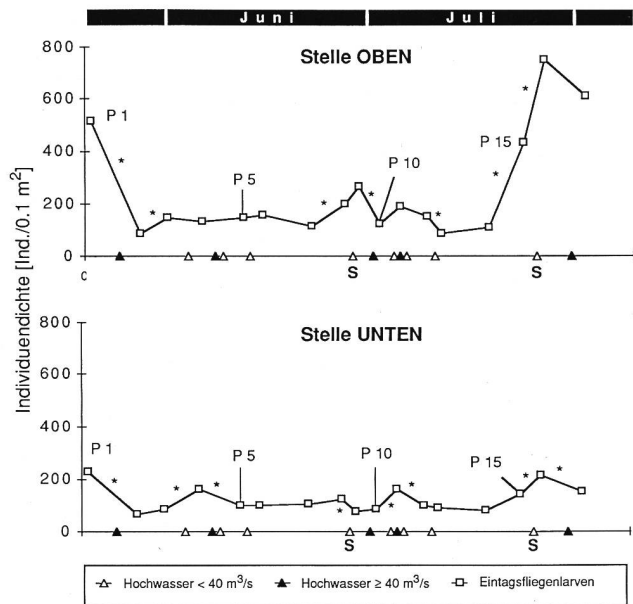 Juni Juli
Stelle OBEN
Individuendichte [Ind./0.1 m²]
800
600
400
200
0
P 1
P 5
P 10
P 15
*
*
*
*
*
*
*
c
S
S
Stelle UNTEN
800
600
400
200
0
P 1
P 5
P 10
P 15
*
*
*
*
*
*
*
*
S
S
Hochwasser < 40 m³/s Hochwasser ≥ 40 m³/s Eintagsfliegenlarven